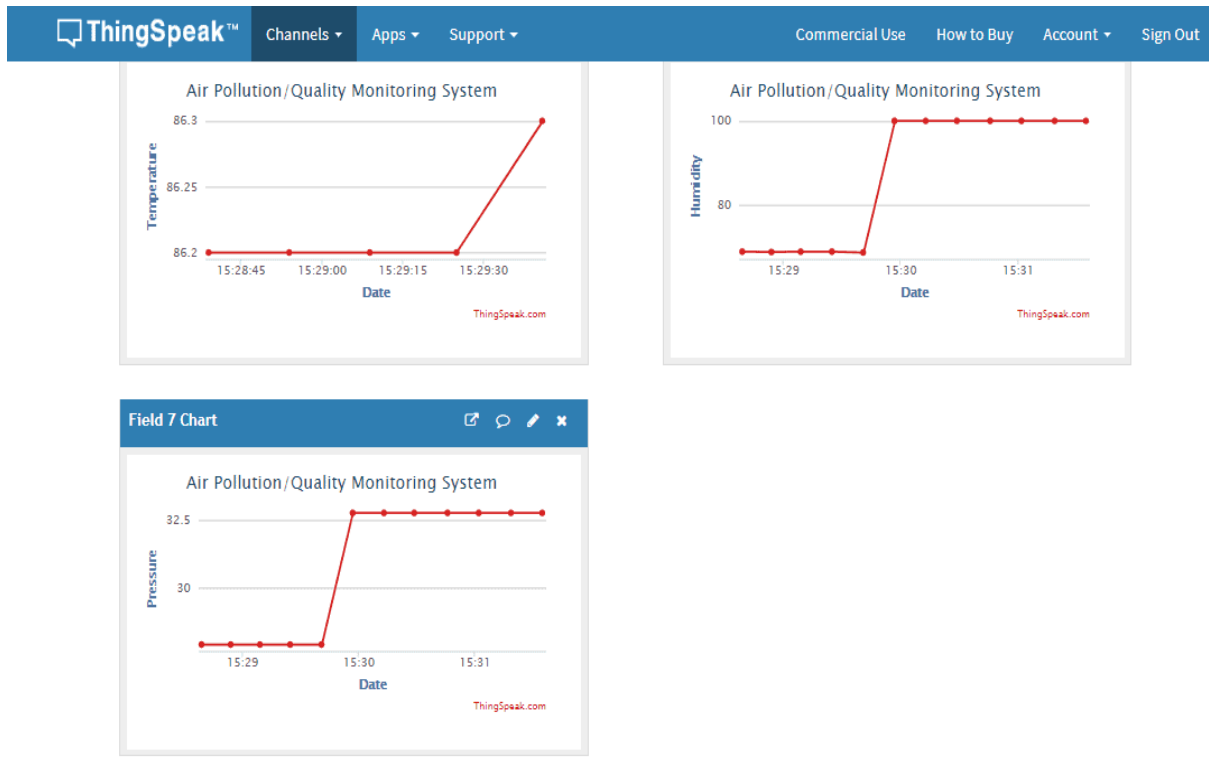 ThingSpeak™ Channels Apps Support Commercial Use How to Buy Account Sign Out
Air Pollution/Quality Monitoring System
86.3
86.25
86.2
Temperature
15:28:45 15:29:00 15:29:15 15:29:30
Date
ThingSpeak.com
Air Pollution/Quality Monitoring System
100
80
Humidity
15:29 15:30 15:31
Date
ThingSpeak.com
Field 7 Chart
Air Pollution/Quality Monitoring System
32.5
30
Pressure
15:29 15:30 15:31
Date
ThingSpeak.com